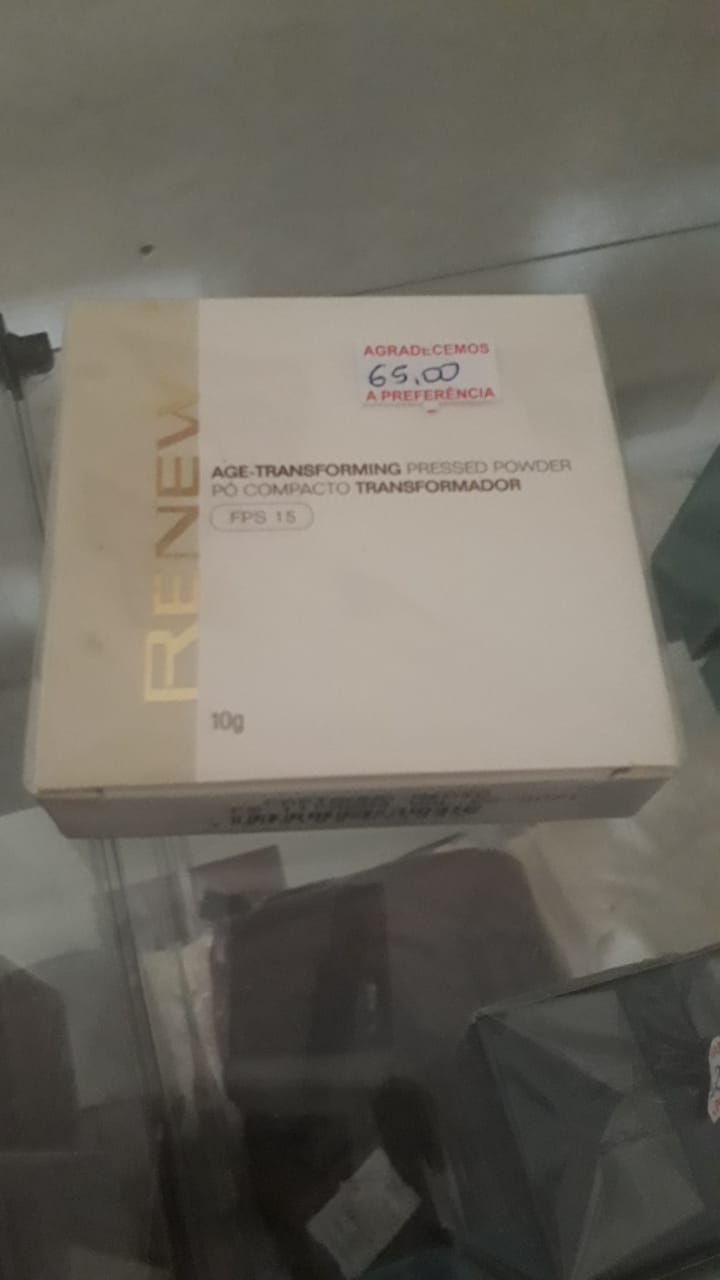 RENEW
AGRADECEMOS
65,00
A PREFERÊNCIA
AGE-TRANSFORMING PRESSED POWDER
PÓ COMPACTO TRANSFORMADOR
FPS 15
10g